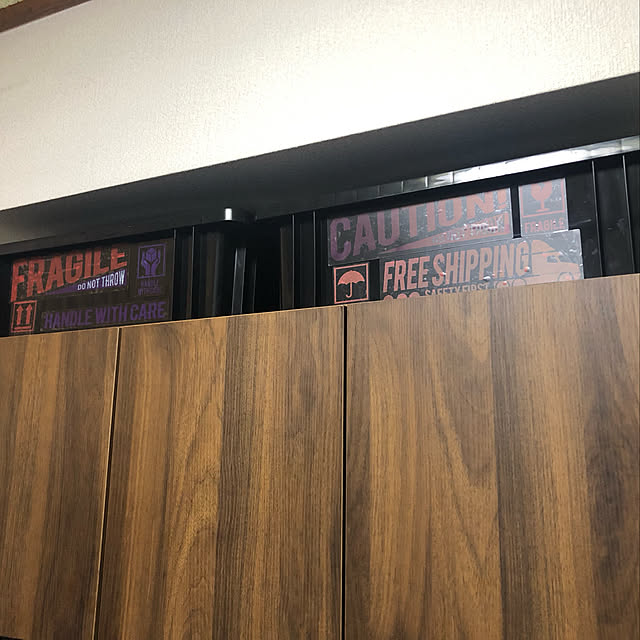 FRAGILE
DO NOT THROW
HANDLE WITH CARE
CAUTION!
FREE SHIPPING